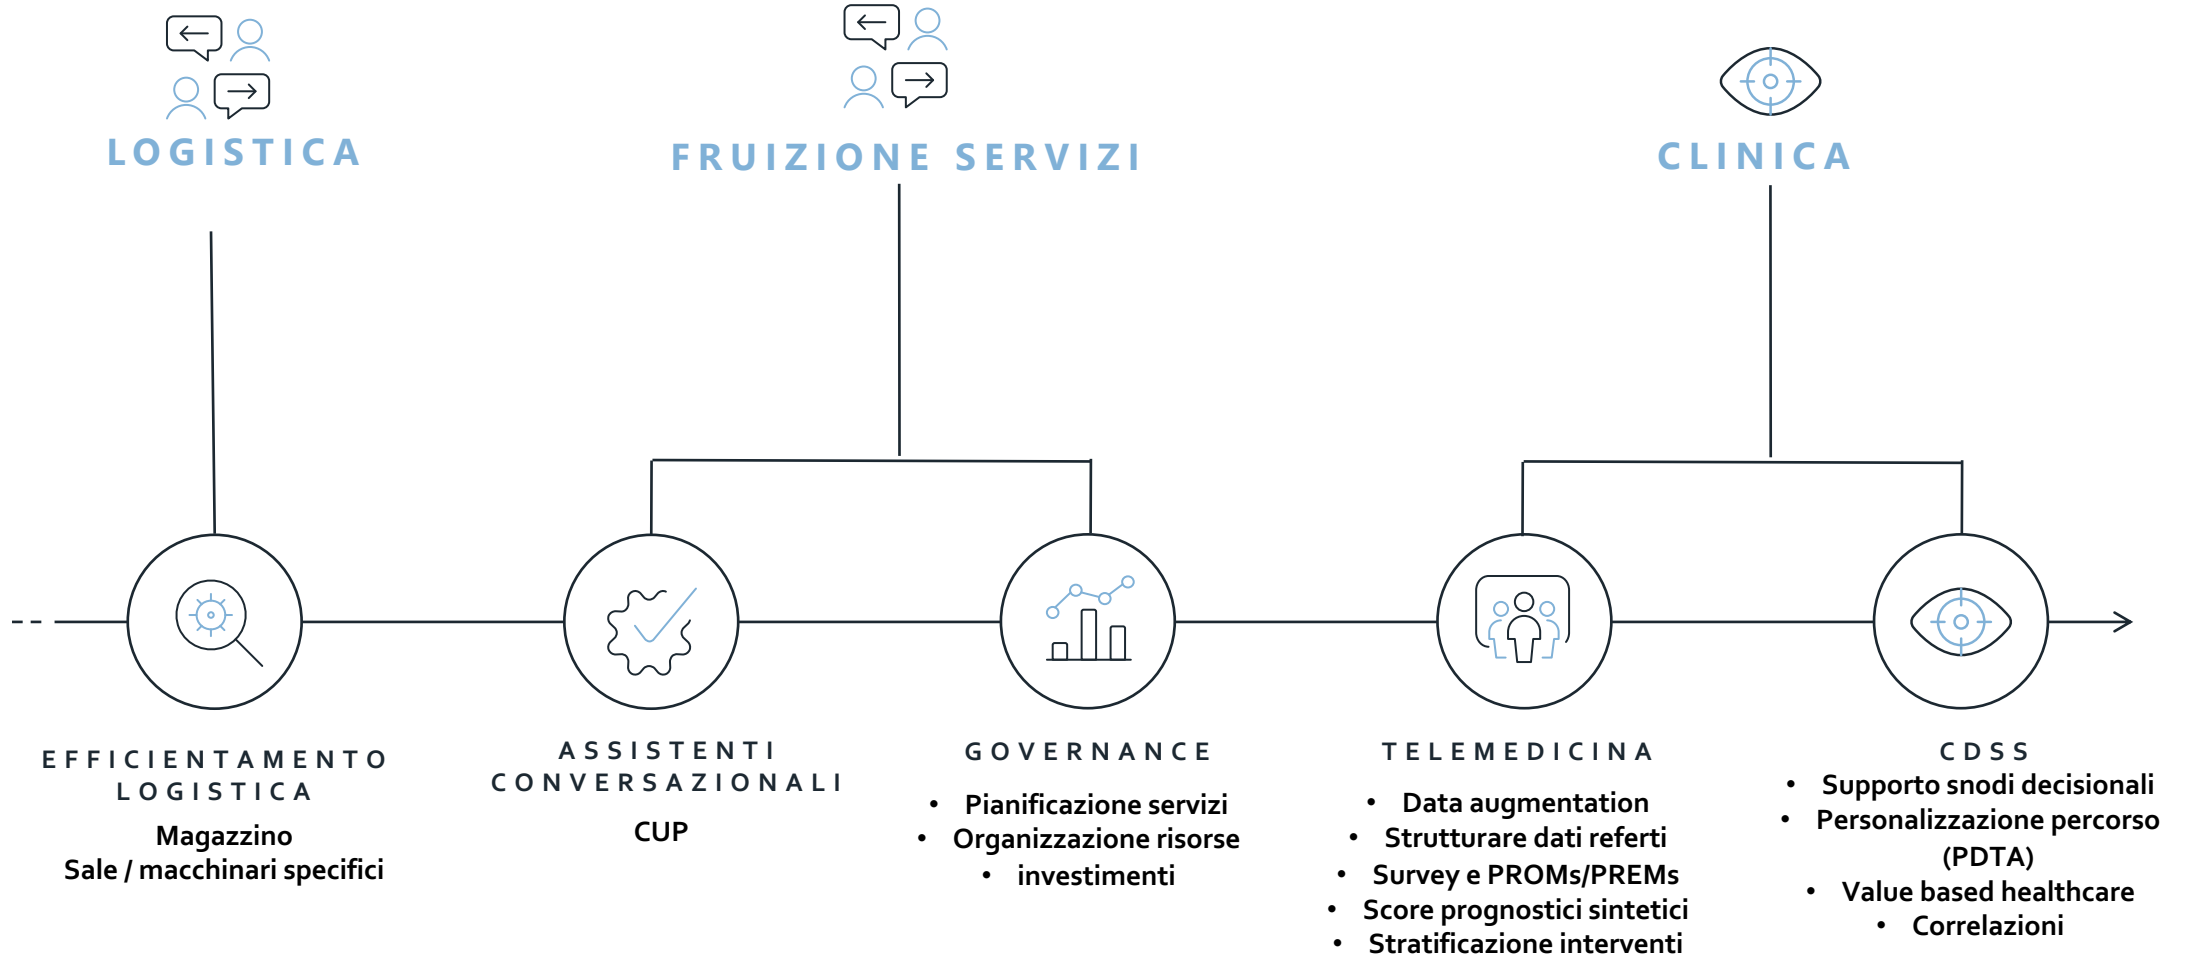 LOGISTICA
FRUIZIONE SERVIZI
CLINICA
EFFICIENTAMENTO
LOGISTICA
Magazzino
Sale / macchinari specifici
ASSISTENTI
CONVERSAZIONALI
CUP
GOVERNANCE
• Pianificazione servizi
• Organizzazione risorse
• investimenti
TELEMEDICINA
• Data augmentation
• Strutturare dati referti
• Survey e PROMs/PREMs
• Score prognostici sintetici
• Stratificazione interventi
CDSS
• Supporto snodi decisionali
• Personalizzazione percorso
(PDTA)
• Value based healthcare
• Correlazioni